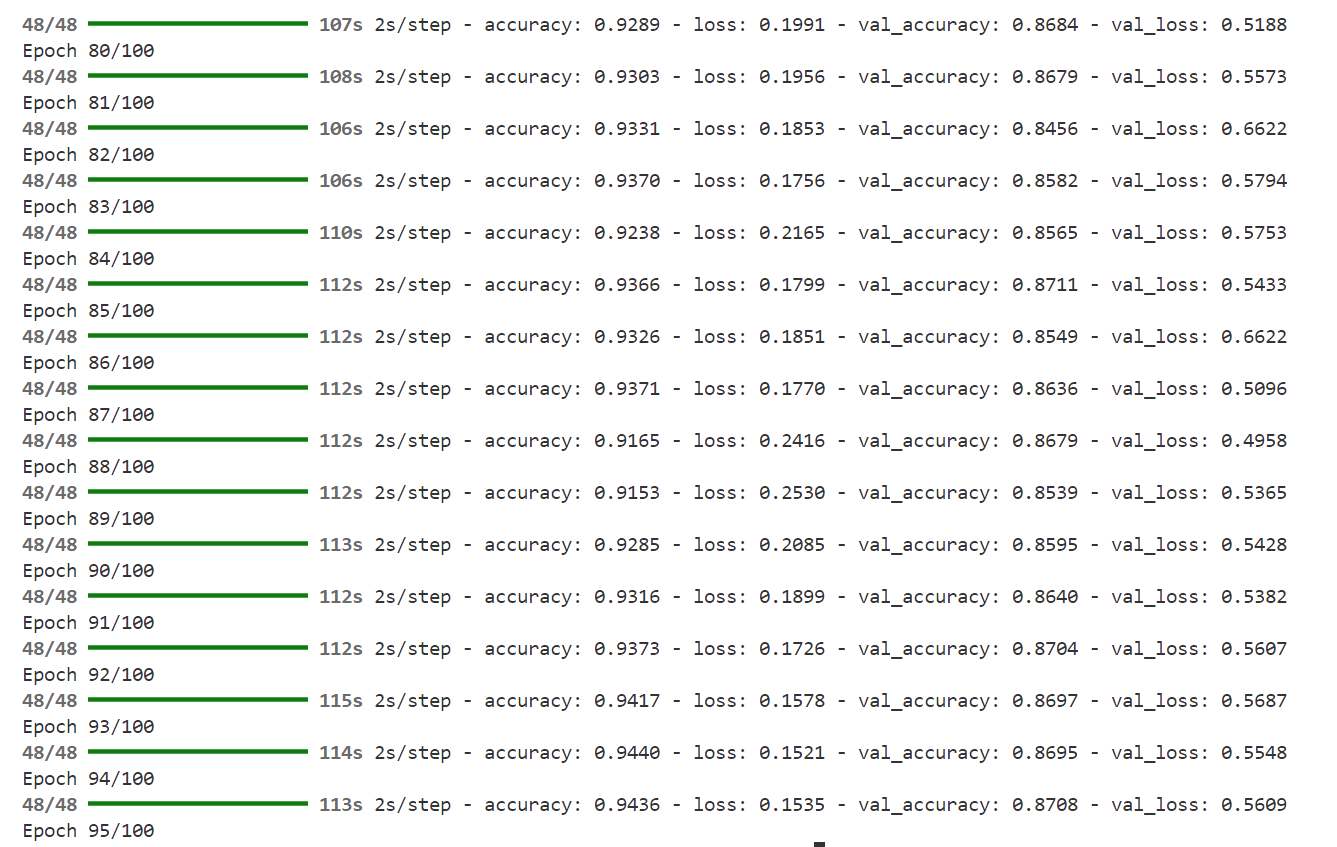 48/48 107s 2s/step - accuracy: 0.9289 - loss: 0.1991 - val_accuracy: 0.8684 - val_loss: 0.5188
Epoch 80/100
48/48 108s 2s/step - accuracy: 0.9303 - loss: 0.1956 - val_accuracy: 0.8679 - val_loss: 0.5573
Epoch 81/100
48/48 106s 2s/step - accuracy: 0.9331 - loss: 0.1853 - val_accuracy: 0.8456 - val_loss: 0.6622
Epoch 82/100
48/48 106s 2s/step - accuracy: 0.9370 - loss: 0.1756 - val_accuracy: 0.8582 - val_loss: 0.5794
Epoch 83/100
48/48 110s 2s/step - accuracy: 0.9238 - loss: 0.2165 - val_accuracy: 0.8565 - val_loss: 0.5753
Epoch 84/100
48/48 112s 2s/step - accuracy: 0.9366 - loss: 0.1799 - val_accuracy: 0.8711 - val_loss: 0.5433
Epoch 85/100
48/48 112s 2s/step - accuracy: 0.9326 - loss: 0.1851 - val_accuracy: 0.8549 - val_loss: 0.6622
Epoch 86/100
48/48 112s 2s/step - accuracy: 0.9371 - loss: 0.1770 - val_accuracy: 0.8636 - val_loss: 0.5096
Epoch 87/100
48/48 112s 2s/step - accuracy: 0.9165 - loss: 0.2416 - val_accuracy: 0.8679 - val_loss: 0.4958
Epoch 88/100
48/48 112s 2s/step - accuracy: 0.9153 - loss: 0.2530 - val_accuracy: 0.8539 - val_loss: 0.5365
Epoch 89/100
48/48 113s 2s/step - accuracy: 0.9285 - loss: 0.2085 - val_accuracy: 0.8595 - val_loss: 0.5428
Epoch 90/100
48/48 112s 2s/step - accuracy: 0.9316 - loss: 0.1899 - val_accuracy: 0.8640 - val_loss: 0.5382
Epoch 91/100
48/48 112s 2s/step - accuracy: 0.9373 - loss: 0.1726 - val_accuracy: 0.8704 - val_loss: 0.5607
Epoch 92/100
48/48 115s 2s/step - accuracy: 0.9417 - loss: 0.1578 - val_accuracy: 0.8697 - val_loss: 0.5687
Epoch 93/100
48/48 114s 2s/step - accuracy: 0.9440 - loss: 0.1521 - val_accuracy: 0.8695 - val_loss: 0.5548
Epoch 94/100
48/48 113s 2s/step - accuracy: 0.9436 - loss: 0.1535 - val_accuracy: 0.8708 - val_loss: 0.5609
Epoch 95/100